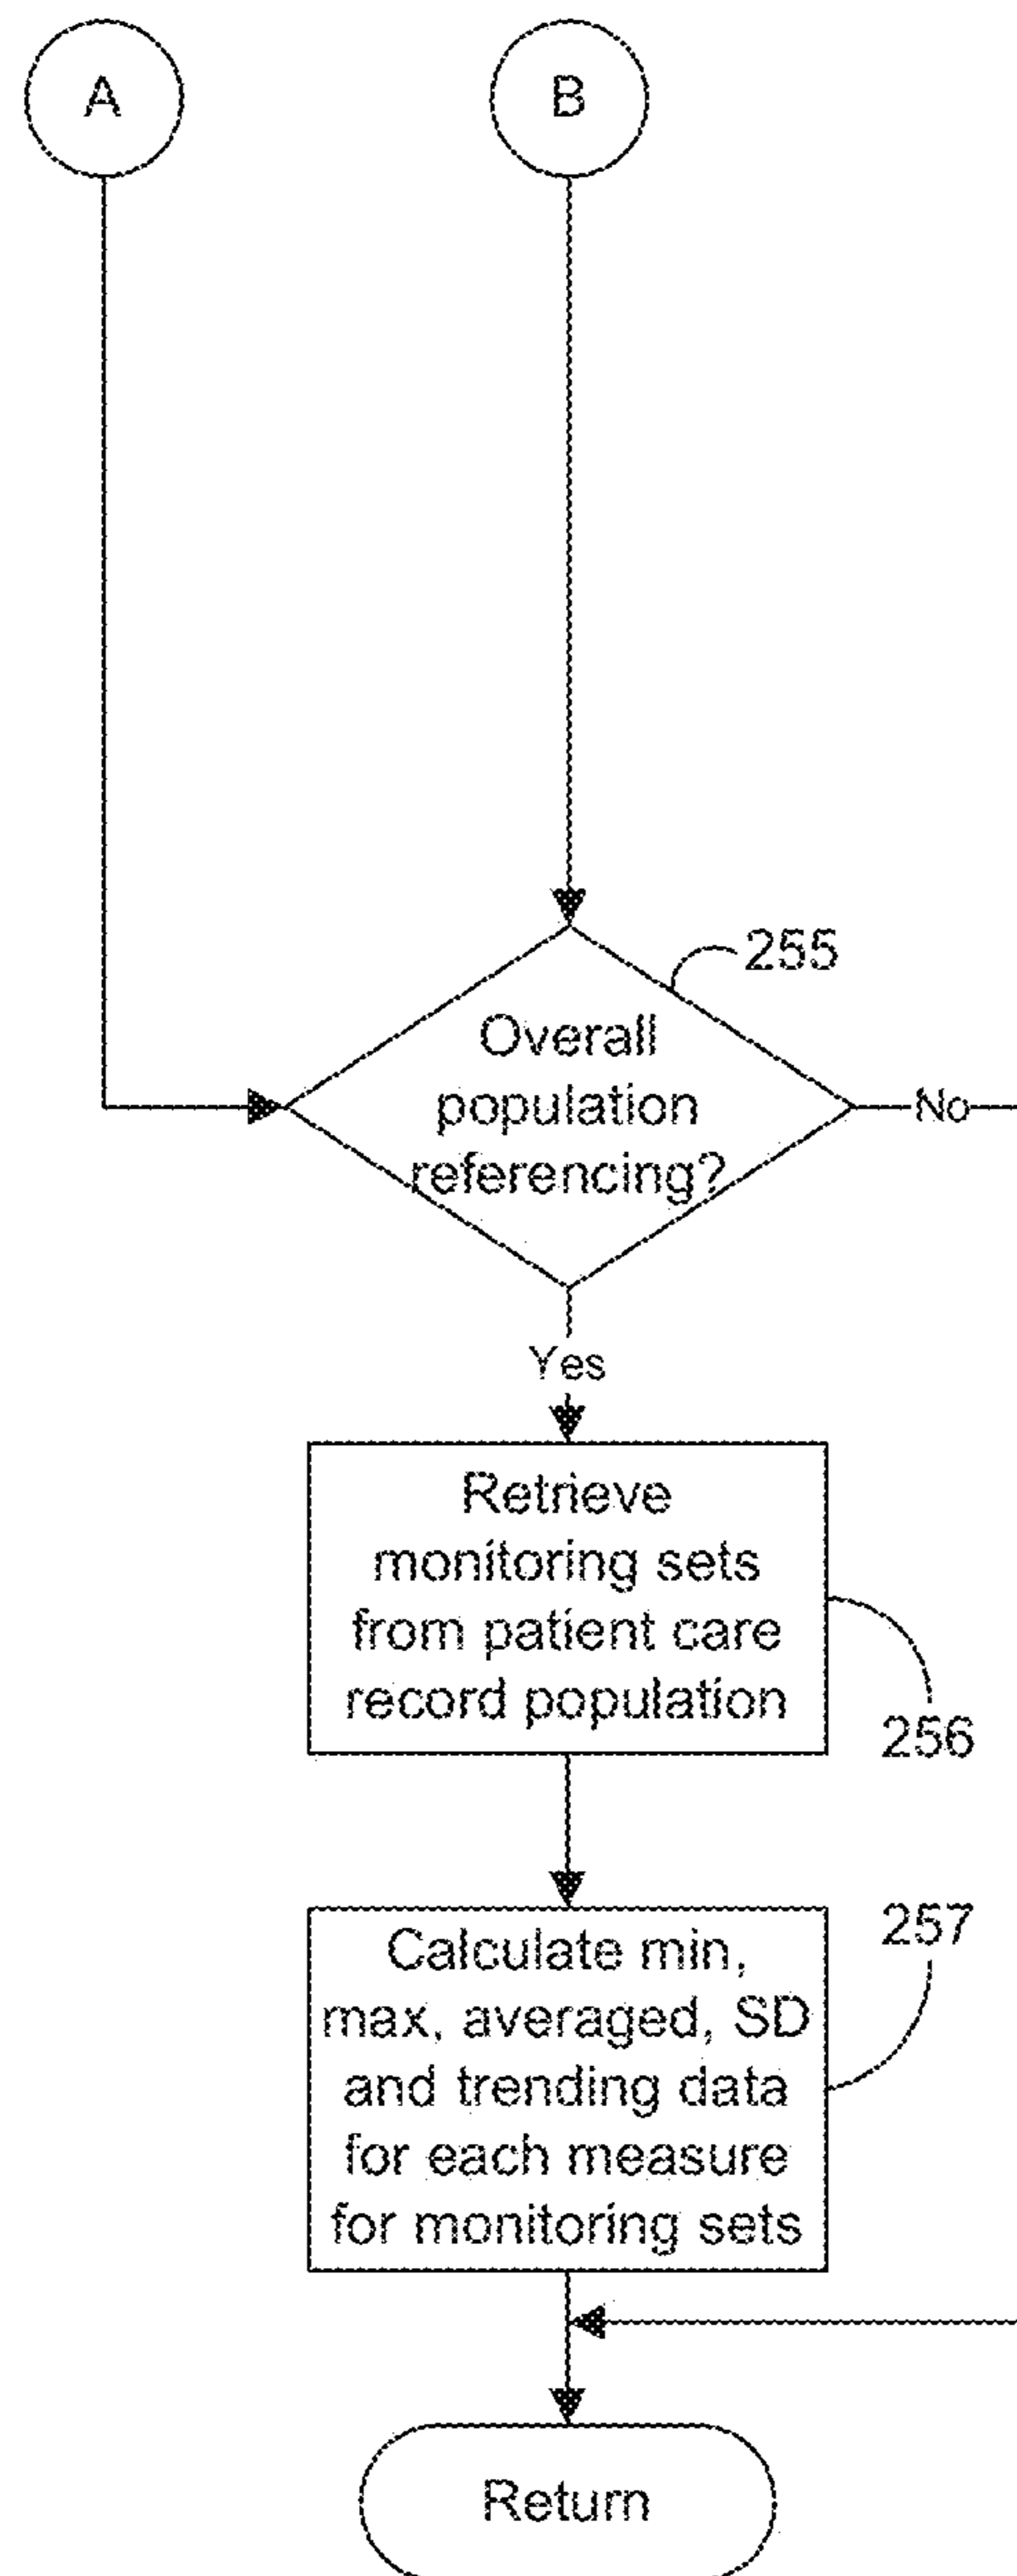 A
B
255
Overall
population
referencing?
No
Yes
Retrieve
monitoring sets
from patient care
record population
256
257
Calculate min,
max, averaged, SD
and trending data
for each measure
for monitoring sets
Return